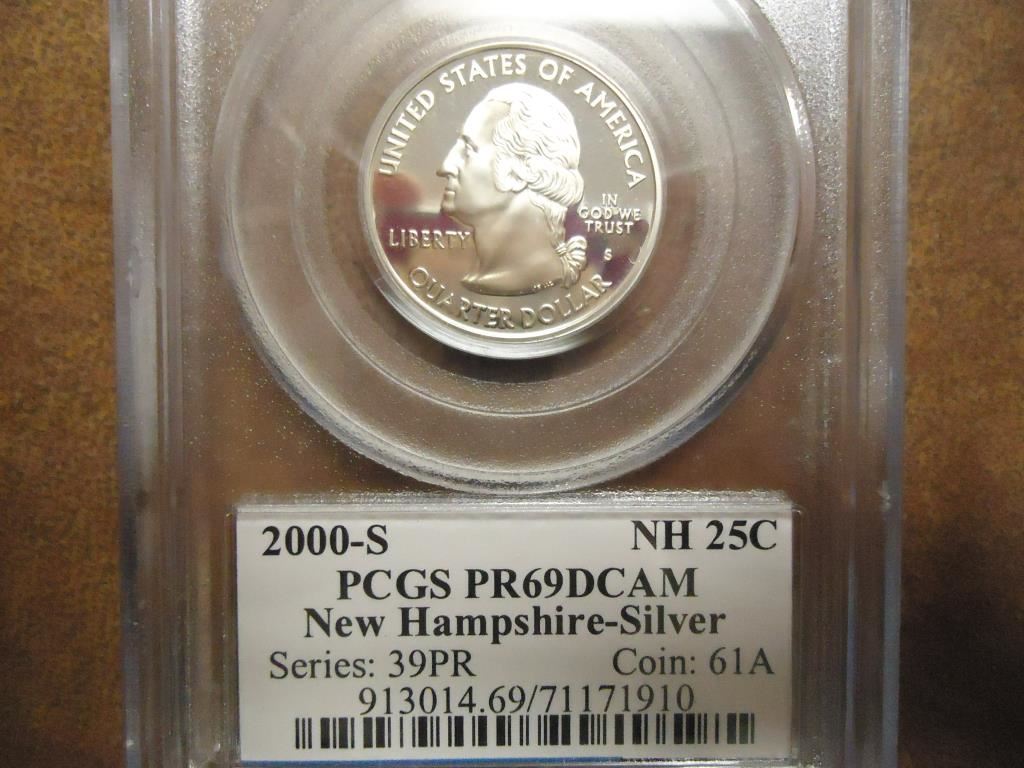 UNITED STATES OF AMERICA
IN
GOD WE
TRUST
LIBERTY
S
QUARTER DOLLAR
2000-S NH 25C
PCGS PR69DCAM
New Hampshire-Silver
Series: 39PR Coin: 61A
913014.69/71171910